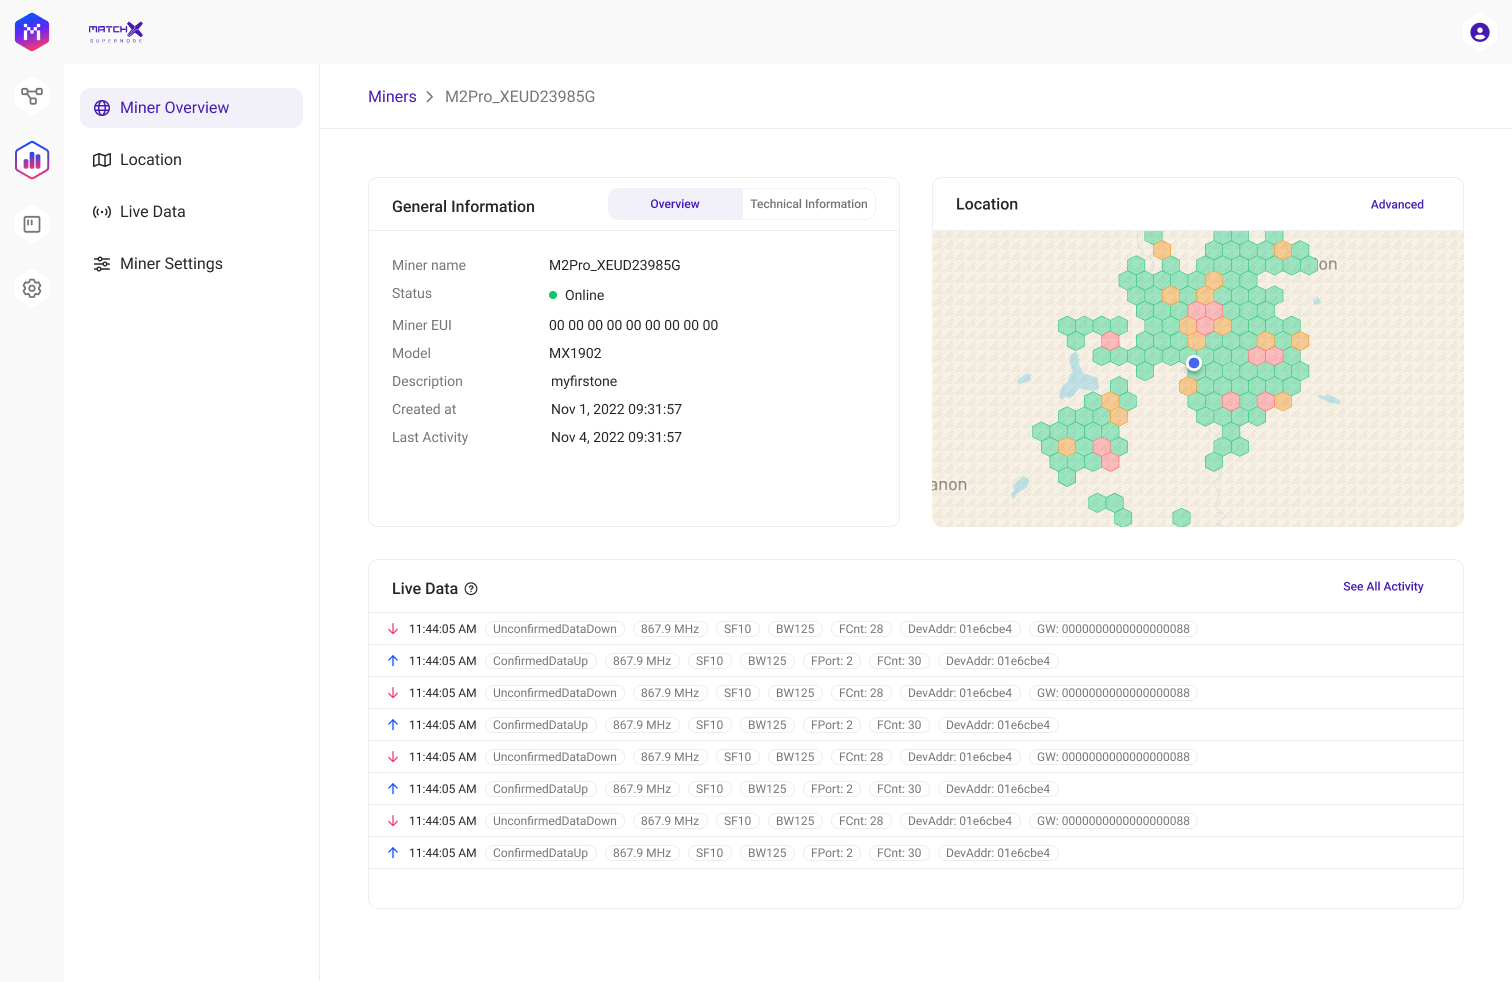 MATCHX
SUPERNODE
Miner Overview
Location
Live Data
Miner Settings
Miners > M2Pro_XEUD23985G
General Information
Overview
Technical Information
Miner name M2Pro_XEUD23985G
Status Online
Miner EUI 00 00 00 00 00 00 00 00 00
Model MX1902
Description myfirstone
Created at Nov 1, 2022 09:31:57
Last Activity Nov 4, 2022 09:31:57
Location
Advanced
on
anon
Live Data
See All Activity
11:44:05 AM UnconfirmedDataDown 867.9 MHz SF10 BW125 FCnt: 28 DevAddr: 01e6cbe4 GW: 0000000000000000088
11:44:05 AM ConfirmedDataUp 867.9 MHz SF10 BW125 FPort: 2 FCnt: 30 DevAddr: 01e6cbe4
11:44:05 AM UnconfirmedDataDown 867.9 MHz SF10 BW125 FCnt: 28 DevAddr: 01e6cbe4 GW: 0000000000000000088
11:44:05 AM ConfirmedDataUp 867.9 MHz SF10 BW125 FPort: 2 FCnt: 30 DevAddr: 01e6cbe4
11:44:05 AM UnconfirmedDataDown 867.9 MHz SF10 BW125 FCnt: 28 DevAddr: 01e6cbe4 GW: 0000000000000000088
11:44:05 AM ConfirmedDataUp 867.9 MHz SF10 BW125 FPort: 2 FCnt: 30 DevAddr: 01e6cbe4
11:44:05 AM UnconfirmedDataDown 867.9 MHz SF10 BW125 FCnt: 28 DevAddr: 01e6cbe4 GW: 0000000000000000088
11:44:05 AM ConfirmedDataUp 867.9 MHz SF10 BW125 FPort: 2 FCnt: 30 DevAddr: 01e6cbe4